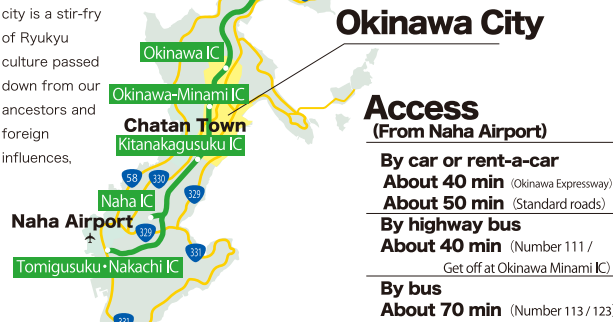 city is a stir-fry
of Ryukyu
culture passed
down from our
ancestors and
foreign
influences,
Okinawa City
Okinawa IC
Okinawa-Minami IC
Chatan Town
Kitanakagusuku IC
58
330
329
Naha IC
Naha Airport
329
331
Tomigusuku・Nakachi IC
331
Access
(From Naha Airport)
By car or rent-a-car
About 40 min (Okinawa Expressway)
About 50 min (Standard roads)
By highway bus
About 40 min (Number 111 /
Get off at Okinawa Minami IC)
By bus
About 70 min (Number 113 / 123)